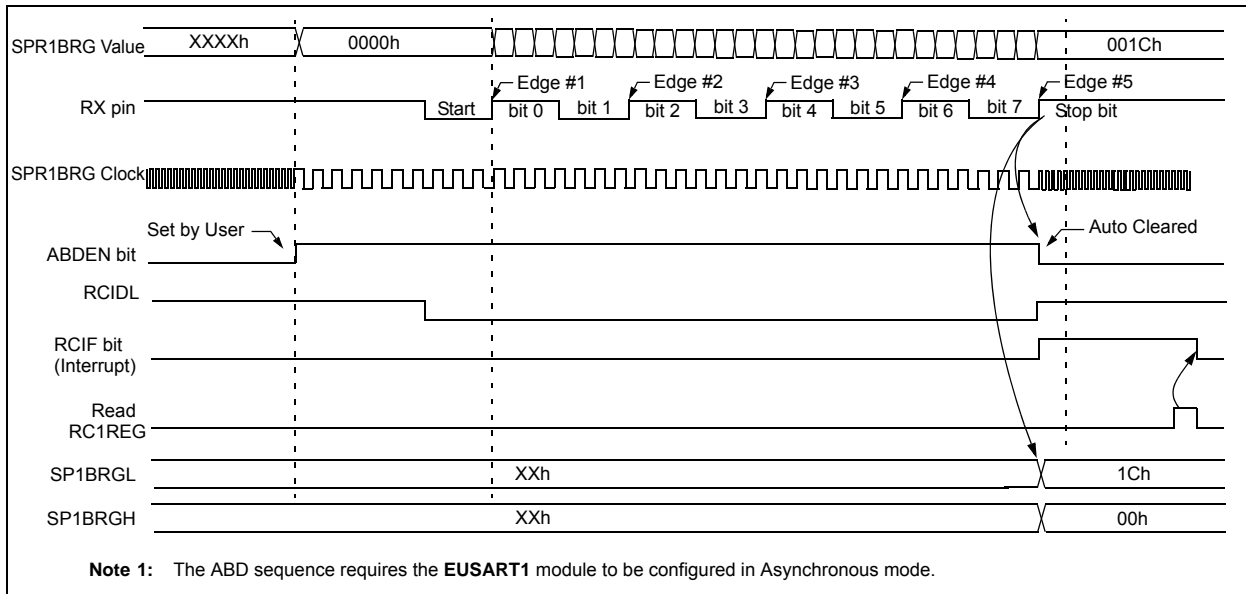 SPR1BRG Value XXXXh 0000h 001Ch
Edge #1 Edge #2 Edge #3 Edge #4 Edge #5
RX pin Start bit 0 bit 1 bit 2 bit 3 bit 4 bit 5 bit 6 bit 7 Stop bit
SPR1BRG Clock
Set by User Auto Cleared
ABDEN bit
RCIDL
RCIF bit
(Interrupt)
Read
RC1REG
SP1BRGL XXh 1Ch
SP1BRGH XXh 00h
Note 1: The ABD sequence requires the EUSART1 module to be configured in Asynchronous mode.